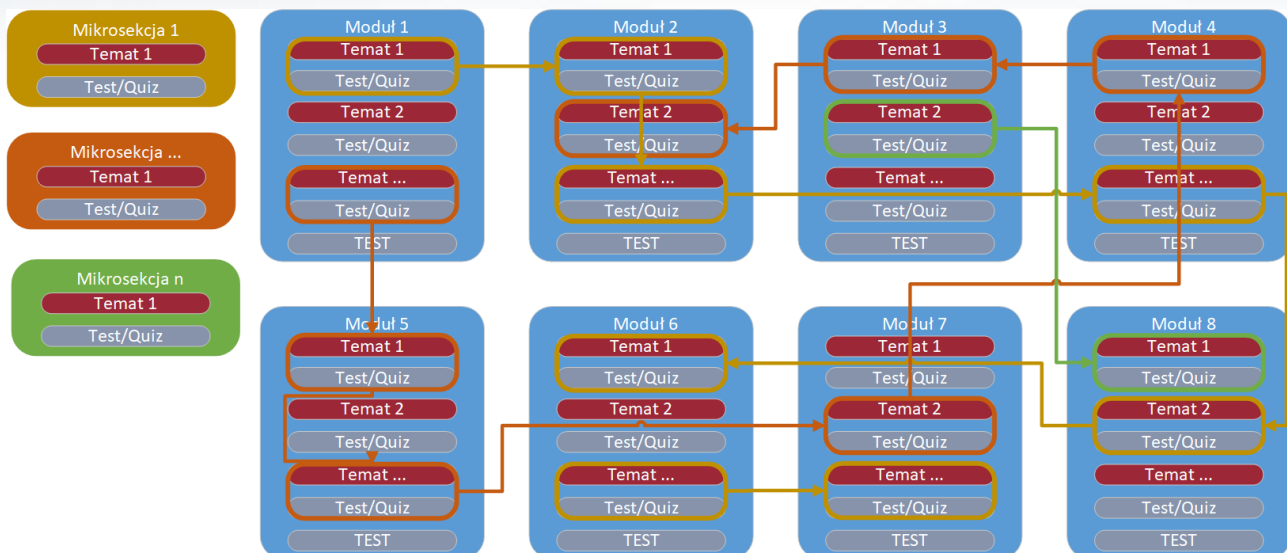 Mikrosekcja 1
Temat 1
Test/Quiz
Mikrosekcja ...
Temat 1
Test/Quiz
Mikrosekcja n
Temat 1
Test/Quiz
Moduł 1
Temat 1
Test/Quiz
Temat 2
Test/Quiz
Temat ...
Test/Quiz
TEST
Moduł 2
Temat 1
Test/Quiz
Temat 2
Test/Quiz
Temat ...
Test/Quiz
TEST
Moduł 3
Temat 1
Test/Quiz
Temat 2
Test/Quiz
Temat ...
Test/Quiz
TEST
Moduł 4
Temat 1
Test/Quiz
Temat 2
Test/Quiz
Temat ...
Test/Quiz
TEST
Moduł 5
Temat 1
Test/Quiz
Temat 2
Test/Quiz
Temat ...
Test/Quiz
TEST
Moduł 6
Temat 1
Test/Quiz
Temat 2
Test/Quiz
Temat ...
Test/Quiz
TEST
Moduł 7
Temat 1
Test/Quiz
Temat 2
Test/Quiz
Temat ...
Test/Quiz
TEST
Moduł 8
Temat 1
Test/Quiz
Temat 2
Test/Quiz
Temat ...
Test/Quiz
TEST